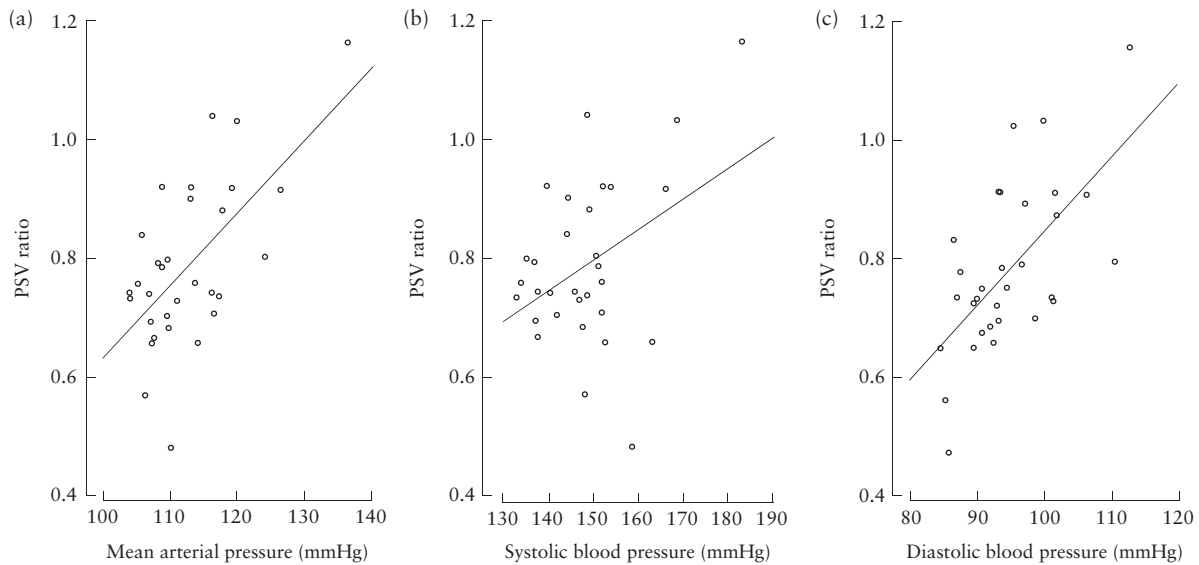 (a)
1.2
1.0
0.8
0.6
0.4
PSV ratio
100 110 120 130 140
Mean arterial pressure (mmHg)
(b)
1.2
1.0
0.8
0.6
0.4
PSV ratio
130 140 150 160 170 180 190
Systolic blood pressure (mmHg)
(c)
1.2
1.0
0.8
0.6
0.4
PSV ratio
80 90 100 110 120
Diastolic blood pressure (mmHg)